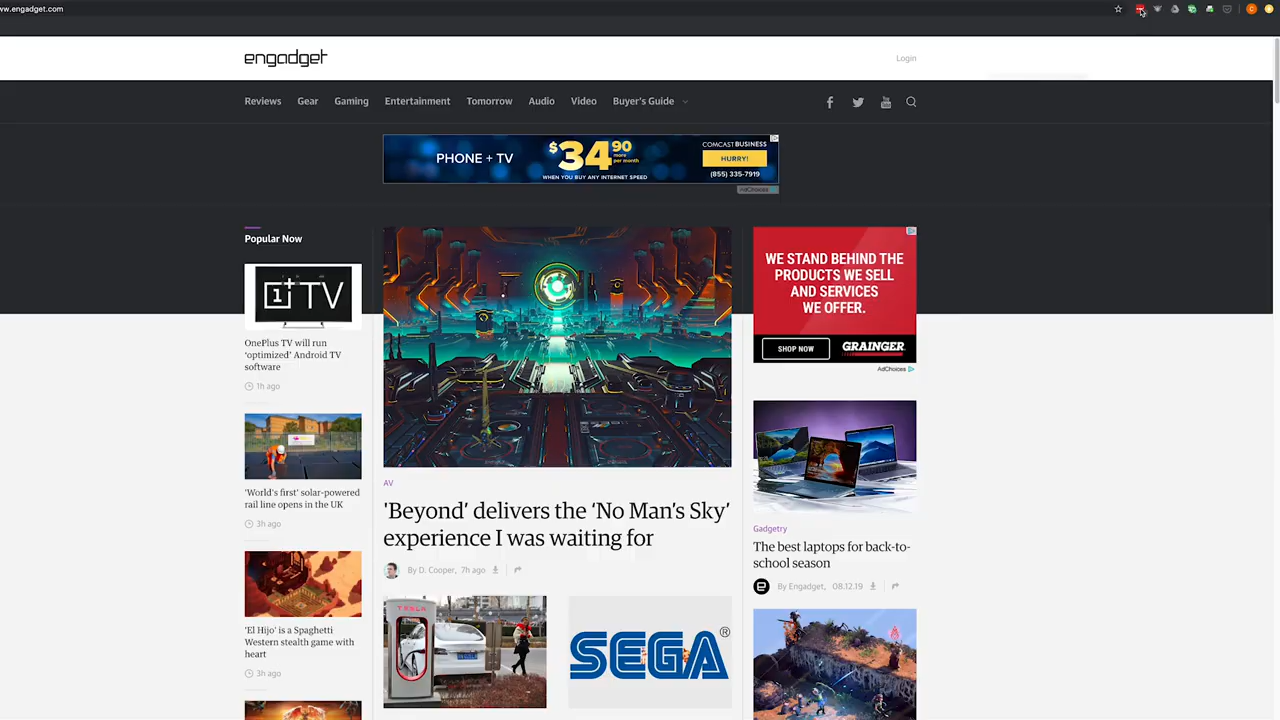 ww.engadget.com
engadget
Login
Reviews
Gear
Gaming
Entertainment
Tomorrow
Audio
Video
Buyer's Guide
PHONE + TV
$34.90
more
per month
WHEN YOU BUY ANY INTERNET SPEED
COMCAST BUSINESS
HURRY!
(855) 335-7919
AdChoices
Popular Now
1+ TV
OnePlus TV will run
'optimized' Android TV
software
1h ago
'World's first' solar-powered
rail line opens in the UK
3h ago
'El Hijo' is a Spaghetti
Western stealth game with
heart
3h ago
AV
'Beyond' delivers the 'No Man's Sky'
experience I was waiting for
By D. Cooper, 7h ago
TESLA
SEGA®
WE STAND BEHIND THE
PRODUCTS WE SELL
AND SERVICES
WE OFFER.
SHOP NOW
GRAINGER
AdChoices
Gadgetry
The best laptops for back-to-
school season
By Engadget, 08.12.19